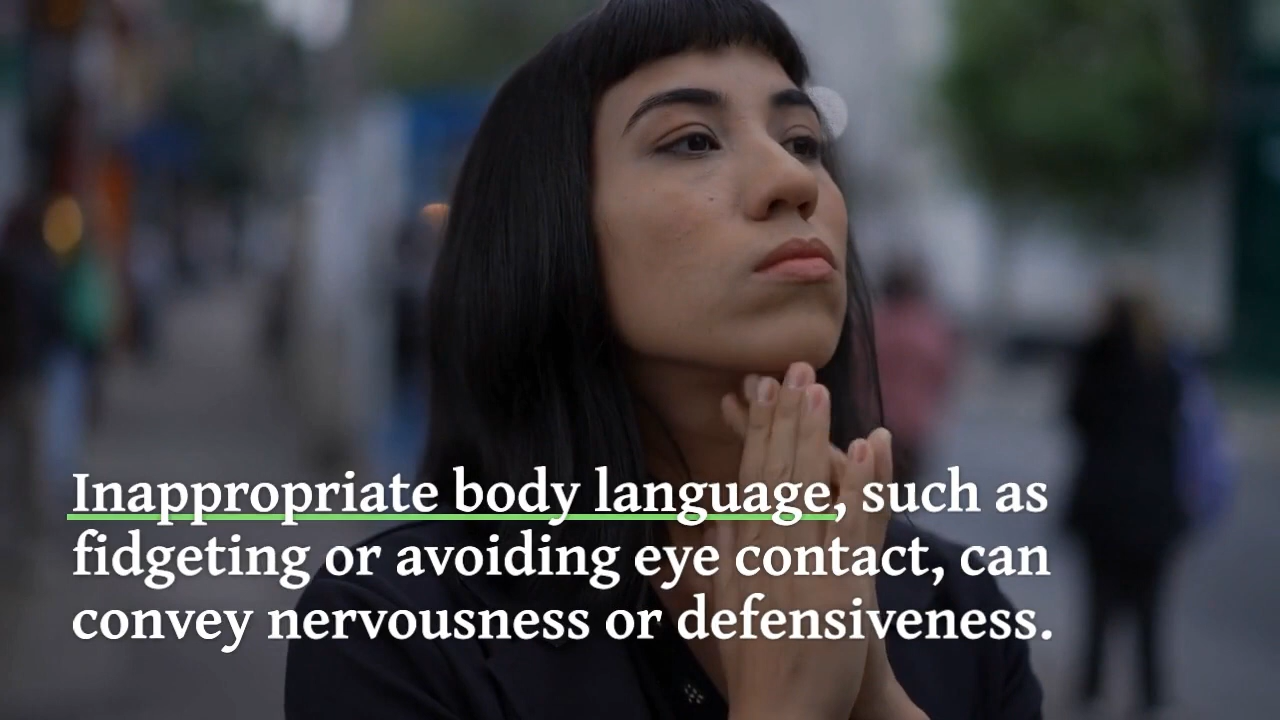 Inappropriate body language, such as
fidgeting or avoiding eye contact, can
convey nervousness or defensiveness.